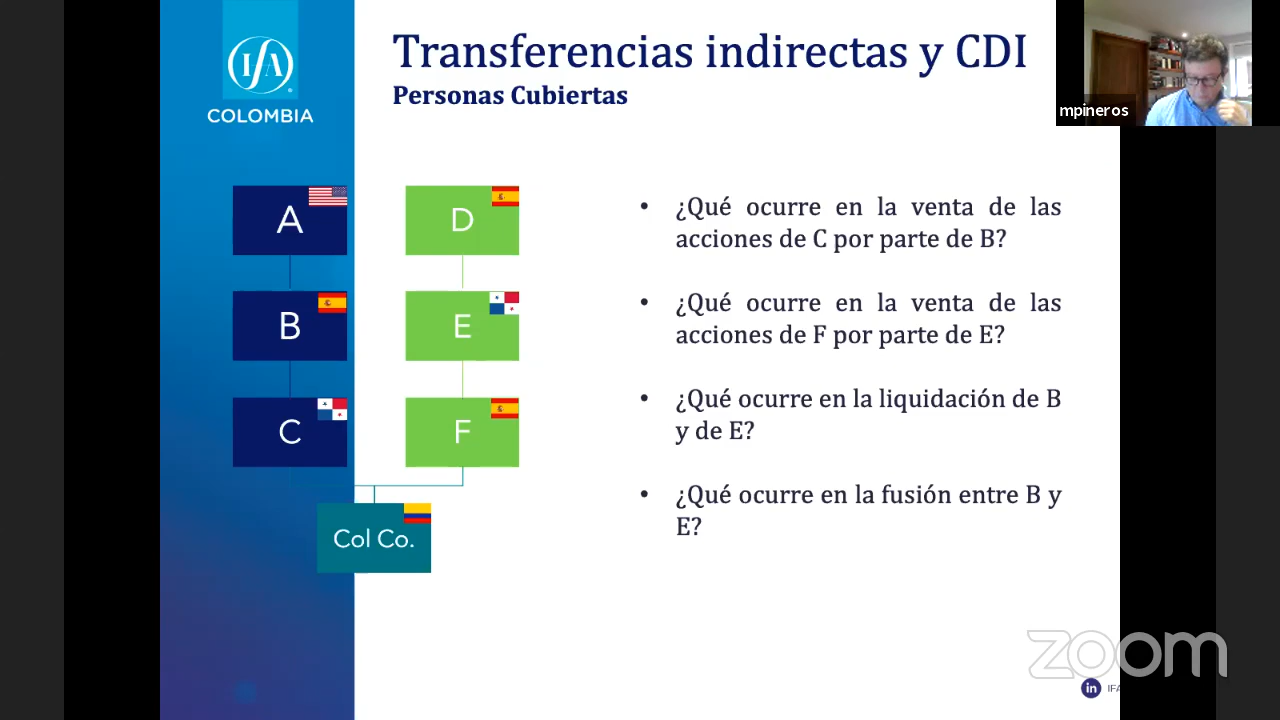 IFA
COLOMBIA
Transferencias indirectas y CDI
Personas Cubiertas
mpineros
A
D
B
E
C
F
Col Co.
• ¿Qué ocurre en la venta de las
acciones de C por parte de B?
• ¿Qué ocurre en la venta de las
acciones de F por parte de E?
• ¿Qué ocurre en la liquidación de B
y de E?
• ¿Qué ocurre en la fusión entre B y
E?
zoom
in